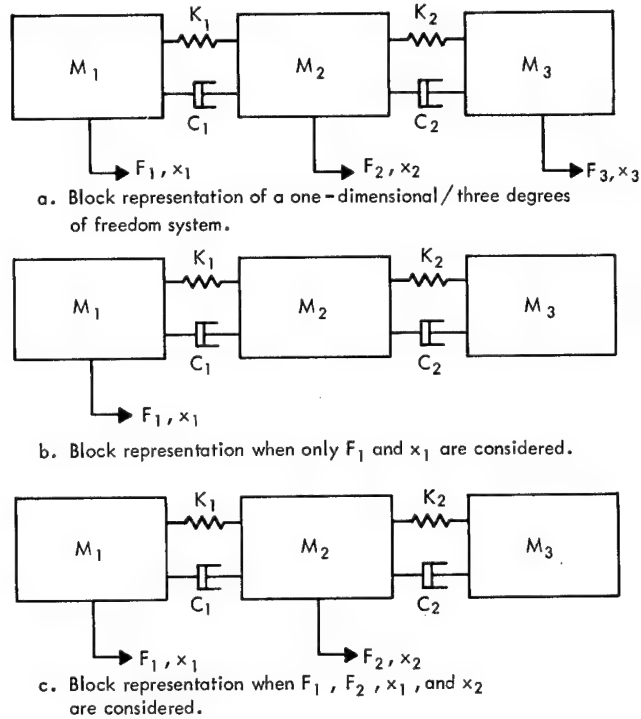 K₁ K₂
M₁ M₂ M₃
C₁ C₂
F₁, x₁ F₂, x₂ F₃, x₃
a. Block representation of a one-dimensional/three degrees
of freedom system.
K₁ K₂
M₁ M₂ M₃
C₁ C₂
F₁, x₁
b. Block representation when only F₁ and x₁ are considered.
K₁ K₂
M₁ M₂ M₃
C₁ C₂
F₁, x₁ F₂, x₂
c. Block representation when F₁, F₂, x₁, and x₂
are considered.